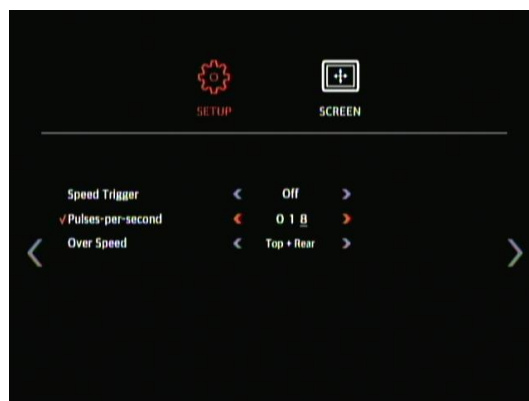 SETUP SCREEN
Speed Trigger Off
✓Pulses-per-second 0 1 8
Over Speed Top + Rear